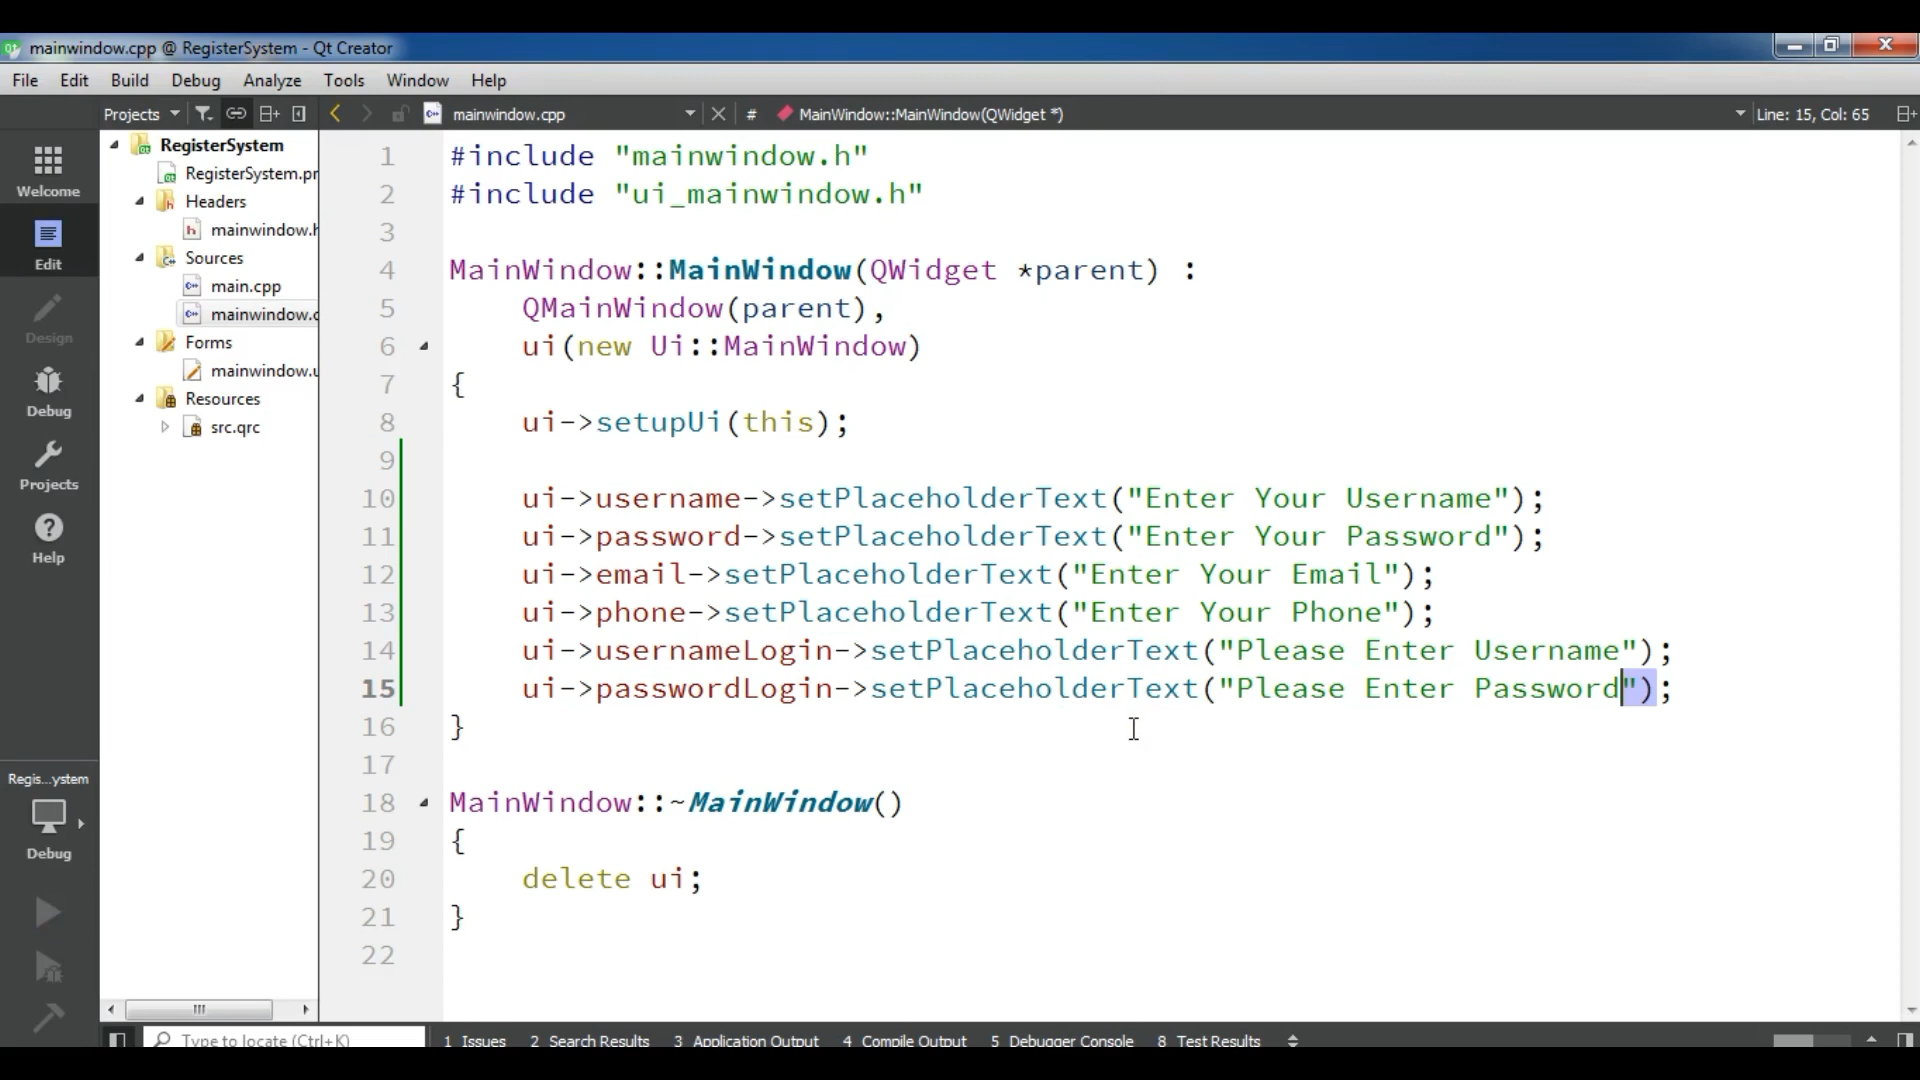 mainwindow.cpp @ RegisterSystem - Qt Creator
File Edit Build Debug Analyze Tools Window Help
Projects mainwindow.cpp # MainWindow::MainWindow(QWidget *) Line: 15, Col: 65
Welcome
Edit
Design
Debug
Projects
Help
Regis...ystem
Debug
RegisterSystem
RegisterSystem.pr
Headers
mainwindow.h
Sources
main.cpp
mainwindow.c
Forms
mainwindow.u
Resources
src.qrc
1 #include "mainwindow.h"
2 #include "ui_mainwindow.h"
3
4 MainWindow::MainWindow(QWidget *parent) :
5 QMainWindow(parent),
6 ui(new Ui::MainWindow)
7 {
8 ui->setupUi(this);
9
10 ui->username->setPlaceholderText("Enter Your Username");
11 ui->password->setPlaceholderText("Enter Your Password");
12 ui->email->setPlaceholderText("Enter Your Email");
13 ui->phone->setPlaceholderText("Enter Your Phone");
14 ui->usernameLogin->setPlaceholderText("Please Enter Username");
15 ui->passwordLogin->setPlaceholderText("Please Enter Password");
16 }
17
18 MainWindow::~MainWindow()
19 {
20 delete ui;
21 }
22
Type to locate (Ctrl+K) 1 Issues 2 Search Results 3 Application Output 4 Compile Output 5 Debugger Console 8 Test Results